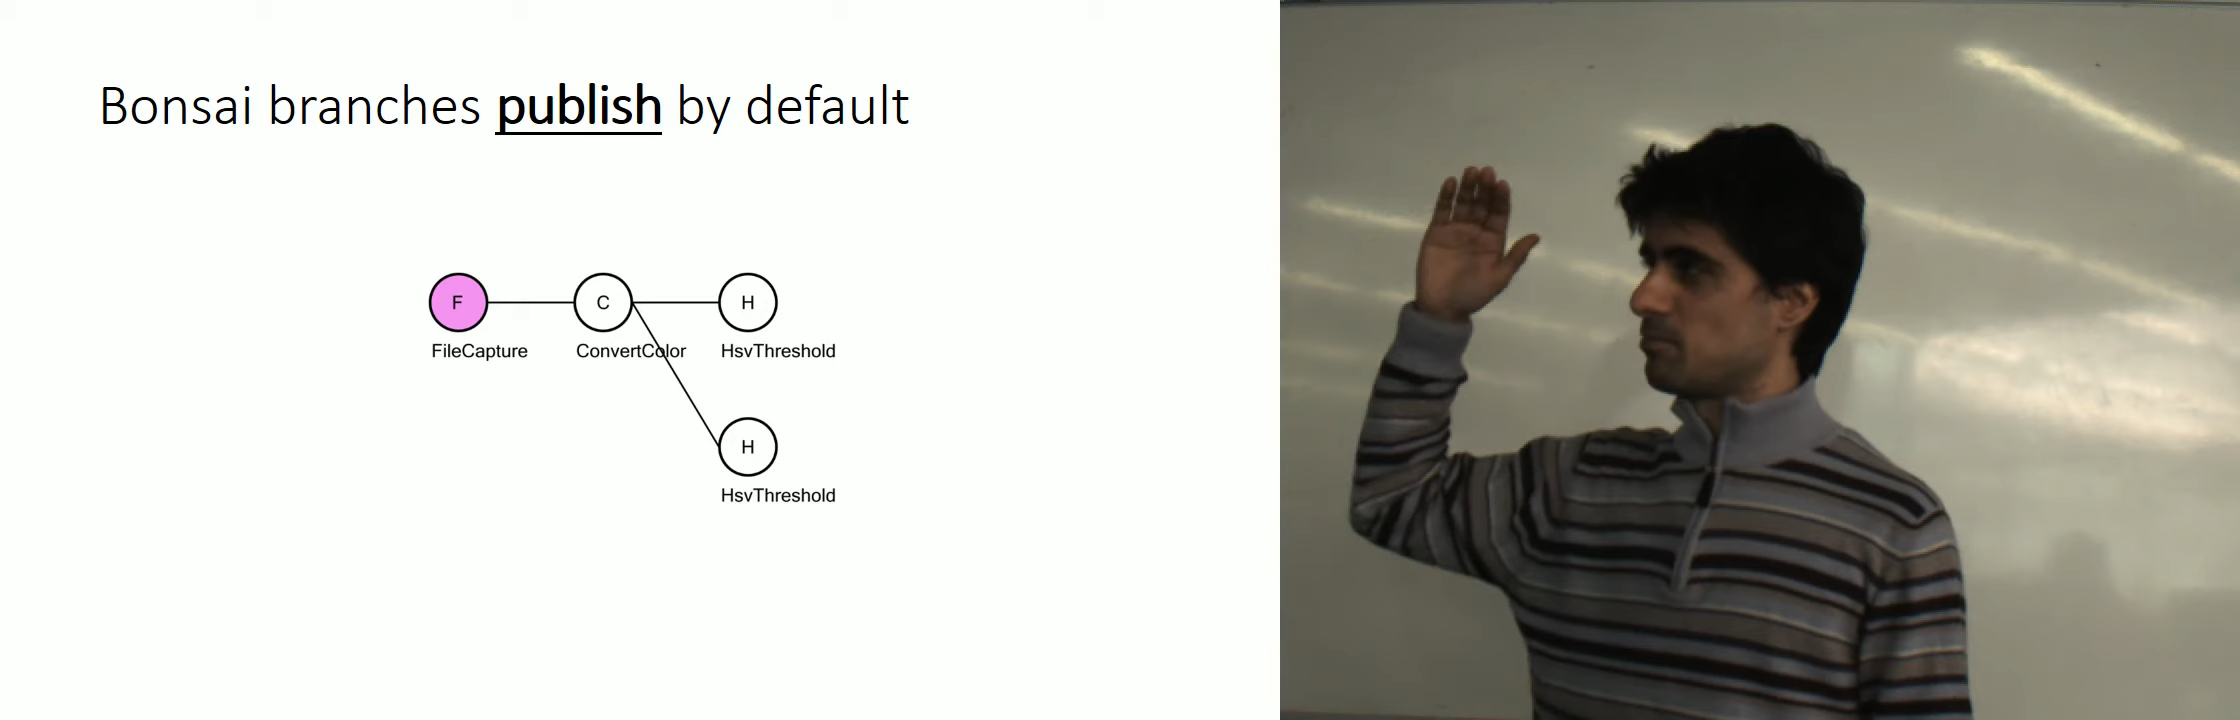 Bonsai branches publish by default
F C H
FileCapture ConvertColor HsvThreshold
H
HsvThreshold